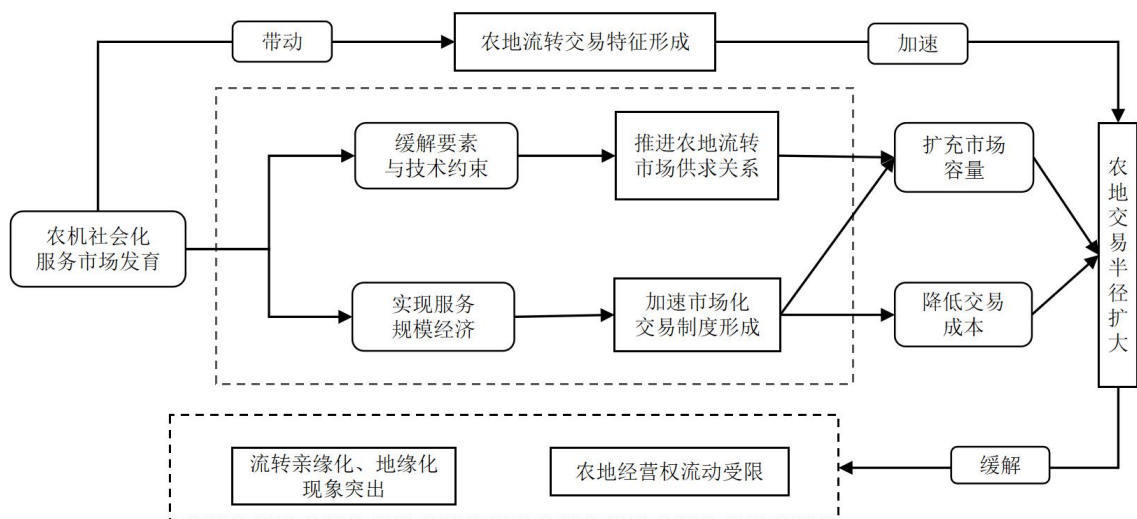 带动
农地流转交易特征形成
加速
缓解要素
与技术约束
推进农地流转
市场供求关系
扩充市场
容量
农机社会化
服务市场发育
农地交易半径扩大
实现服务
规模经济
加速市场化
交易制度形成
降低交易
成本
流转亲缘化、地缘化
现象突出
农地经营权流动受限
缓解